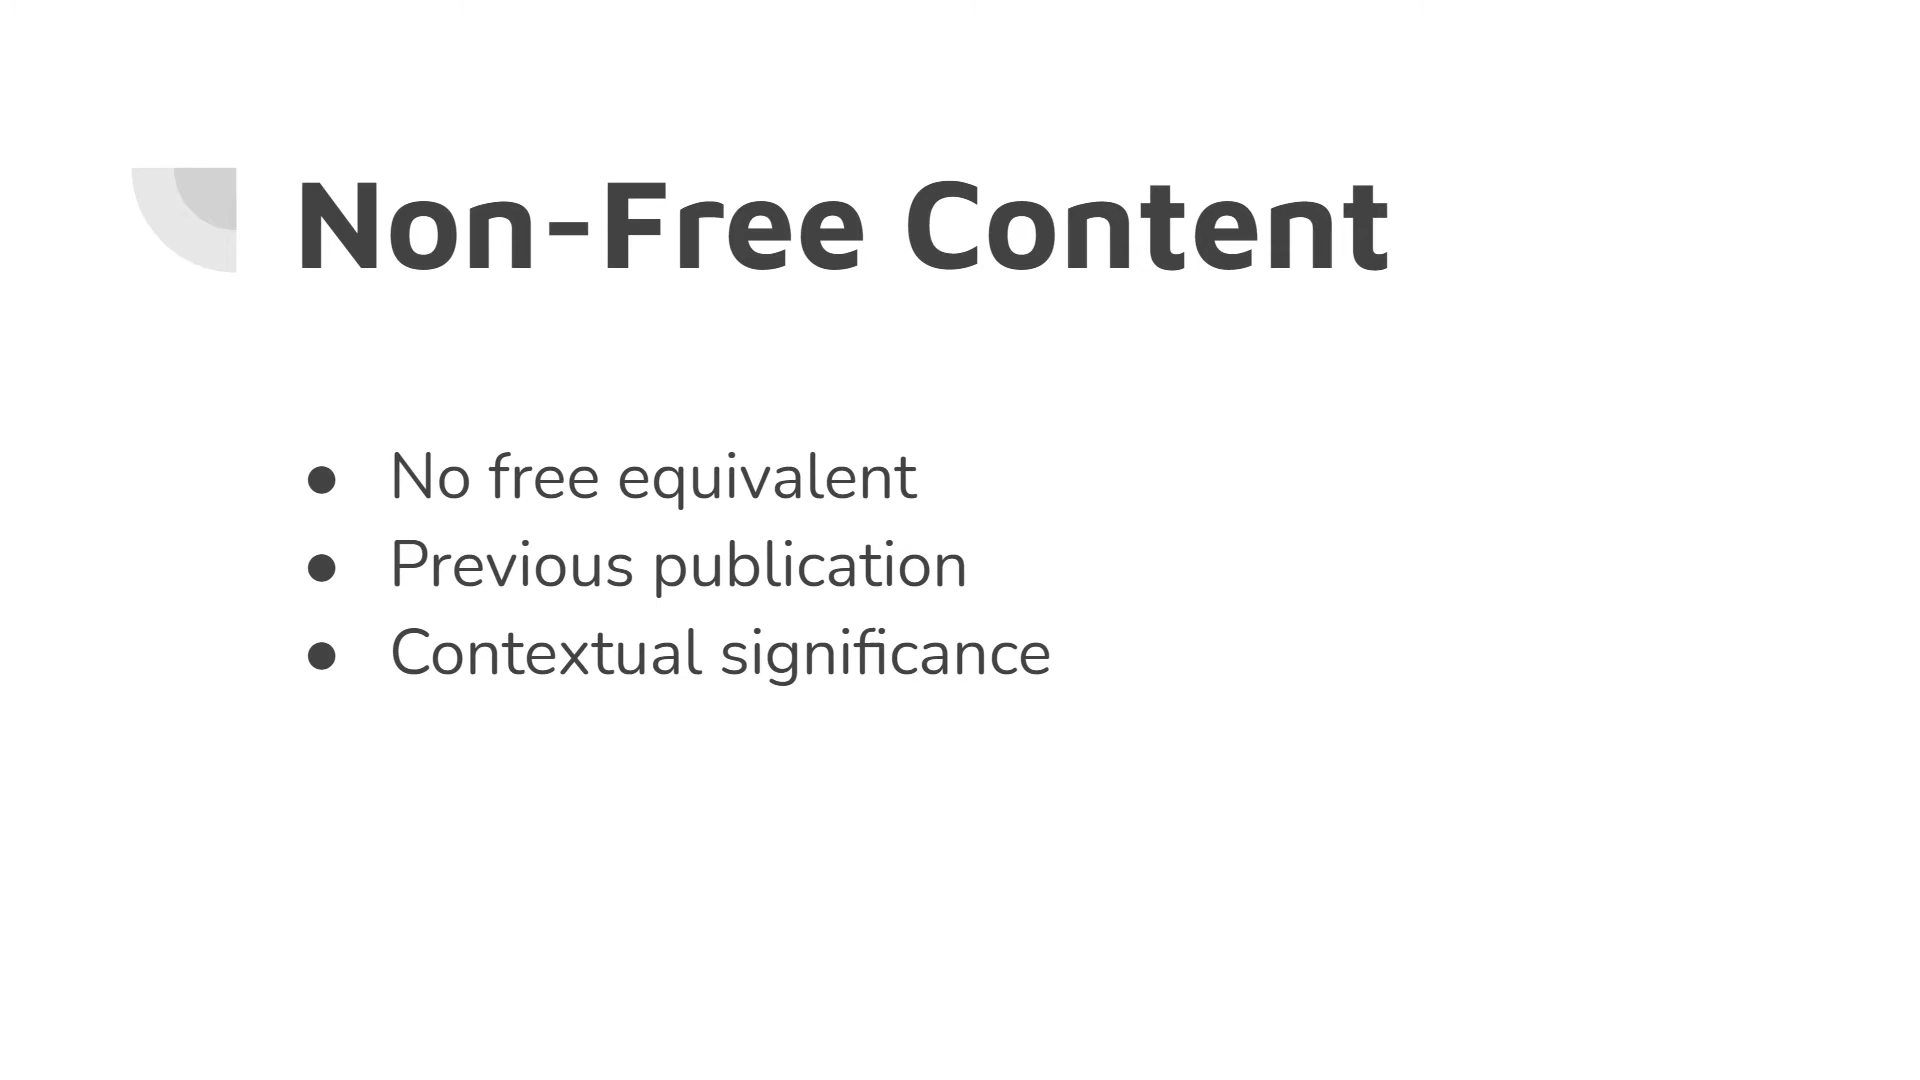 Non-Free Content
● No free equivalent
● Previous publication
● Contextual significance